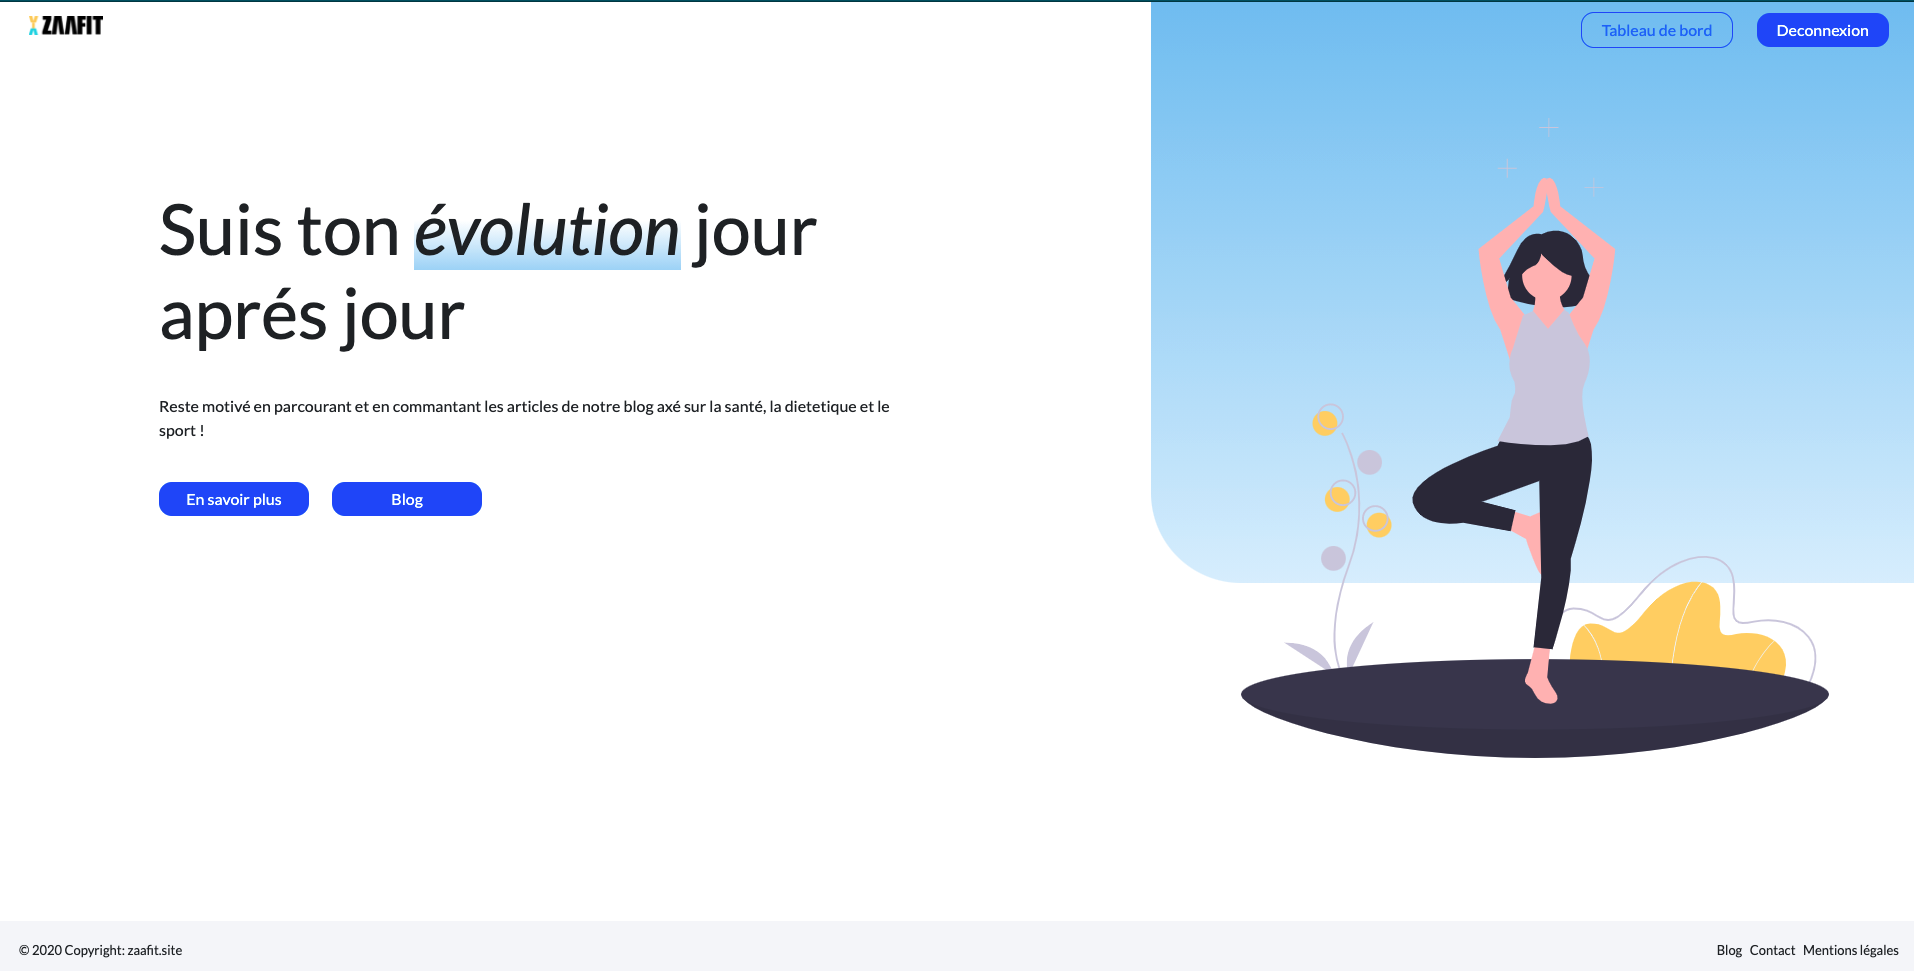 ZAAFIT
Tableau de bord
Deconnexion
Suis ton évolution jour
aprés jour
Reste motivé en parcourant et en commantant les articles de notre blog axé sur la santé, la dietetique et le
sport !
En savoir plus
Blog
© 2020 Copyright: zaafit.site
Blog Contact Mentions légales